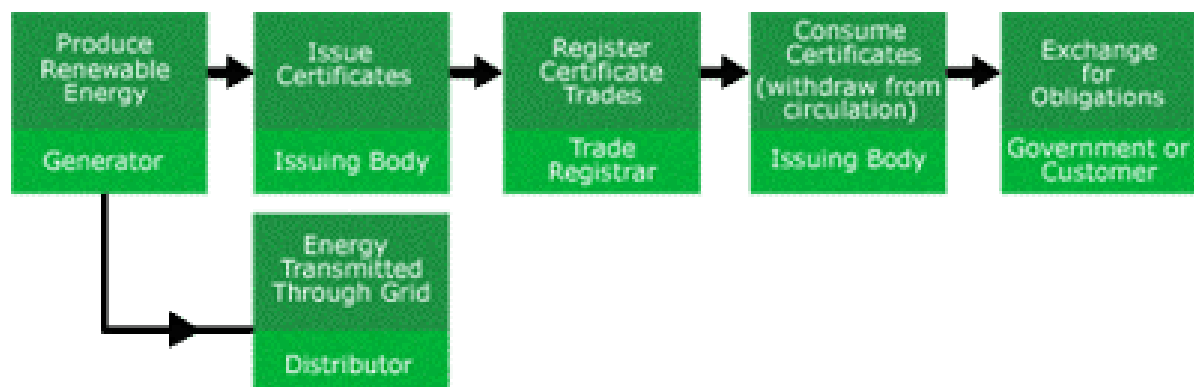 Produce
Renewable
Energy
Generator
Issue
Certificates
Issuing Body
Register
Certificate
Trades
Trade
Registrar
Consume
Certificates
(withdraw from
circulation)
Issuing Body
Exchange
for
Obligations
Government or
Customer
Energy
Transmitted
Through Grid
Distributor